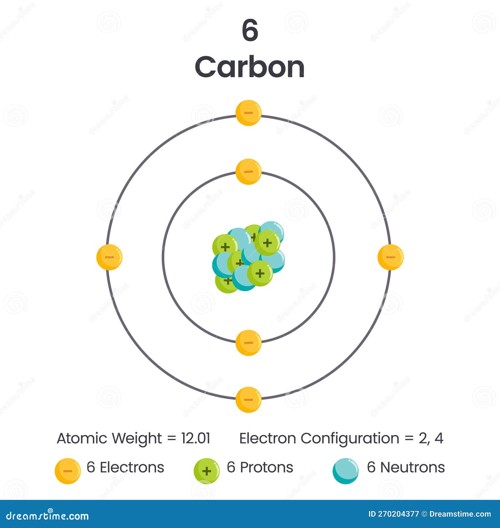 6
Carbon
Atomic Weight = 12.01 Electron Configuration = 2, 4
6 Electrons 6 Protons 6 Neutrons
dreamstime.com ID 270204377 © Dreamstime.com